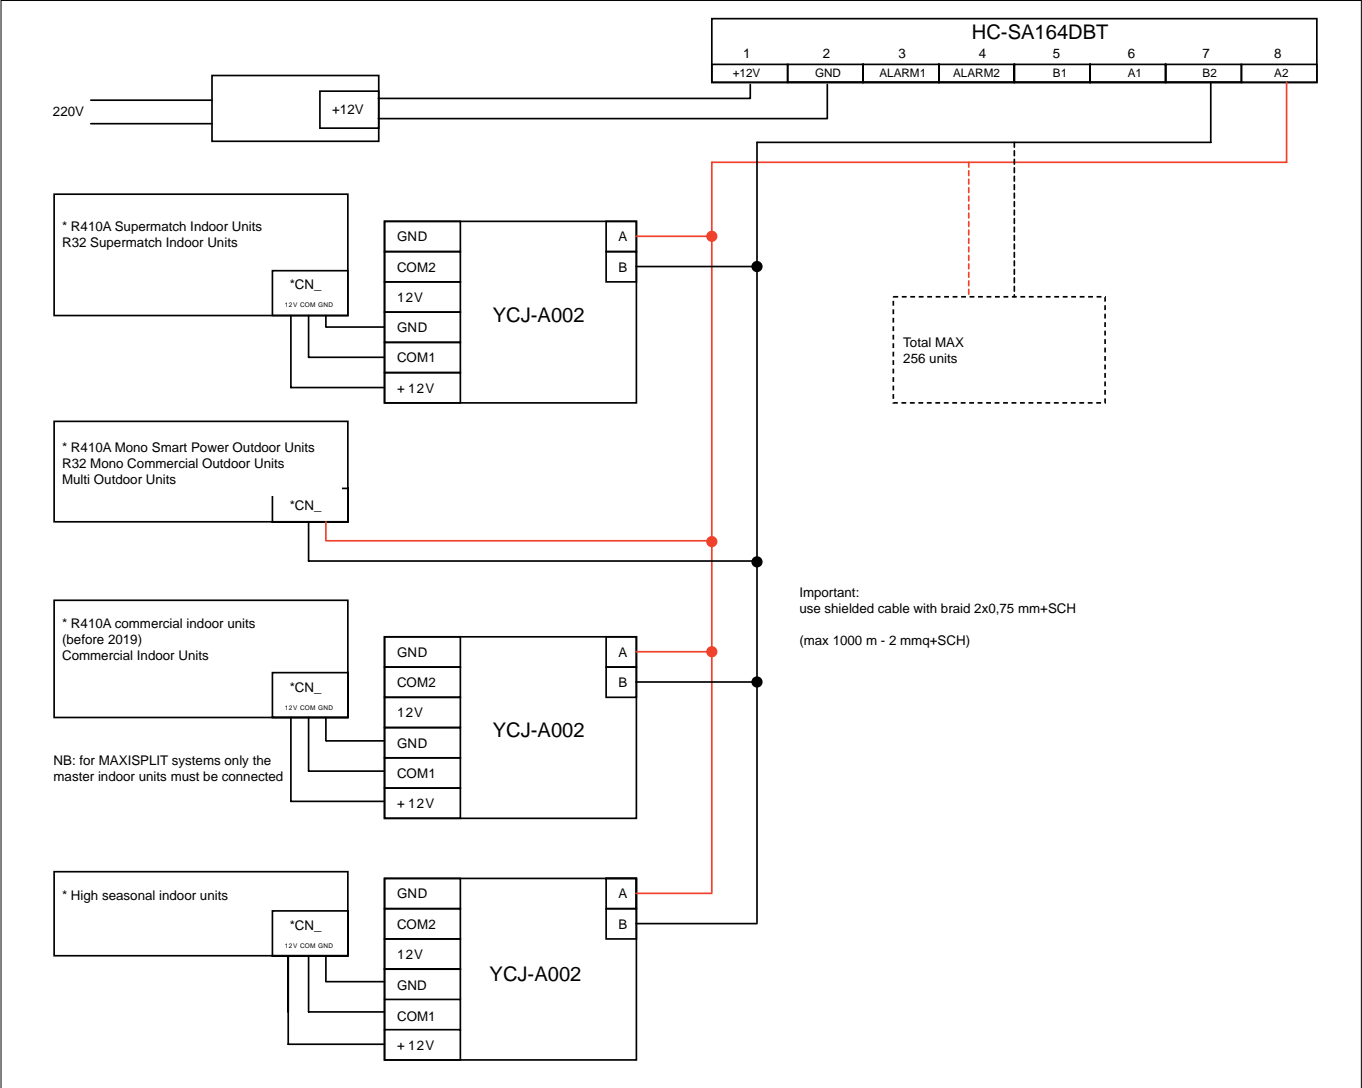 HC-SA164DBT
1 2 3 4 5 6 7 8
+12V GND ALARM1 ALARM2 B1 A1 B2 A2
220V
+12V
* R410A Supermatch Indoor Units
R32 Supermatch Indoor Units
*CN_
12V COM GND
GND
COM2
12V
GND
COM1
+12V
YCJ-A002
A
B
Total MAX
256 units
* R410A Mono Smart Power Outdoor Units
R32 Mono Commercial Outdoor Units
Multi Outdoor Units
*CN_
Important:
use shielded cable with braid 2x0,75 mm+SCH
(max 1000 m - 2 mmq+SCH)
* R410A commercial indoor units
(before 2019)
Commercial Indoor Units
*CN_
12V COM GND
NB: for MAXISPLIT systems only the
master indoor units must be connected
GND
COM2
12V
GND
COM1
+12V
YCJ-A002
A
B
* High seasonal indoor units
*CN_
12V COM GND
GND
COM2
12V
GND
COM1
+12V
YCJ-A002
A
B